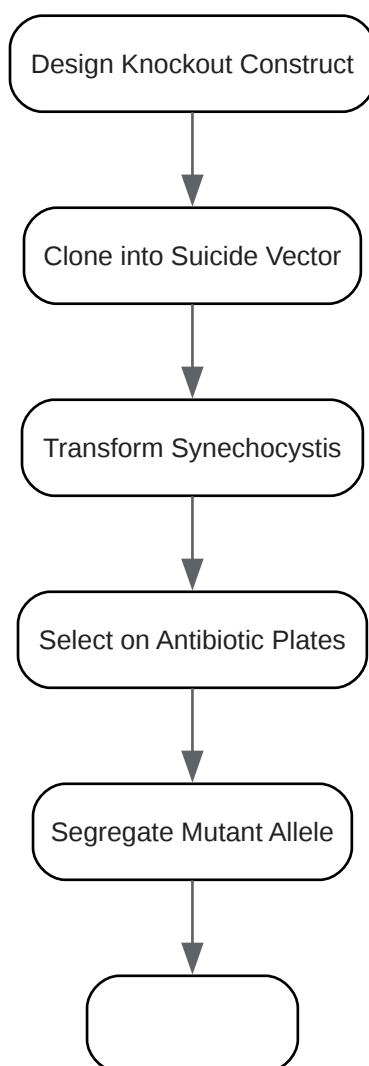 Design Knockout Construct
Clone into Suicide Vector
Transform Synechocystis
Select on Antibiotic Plates
Segregate Mutant Allele